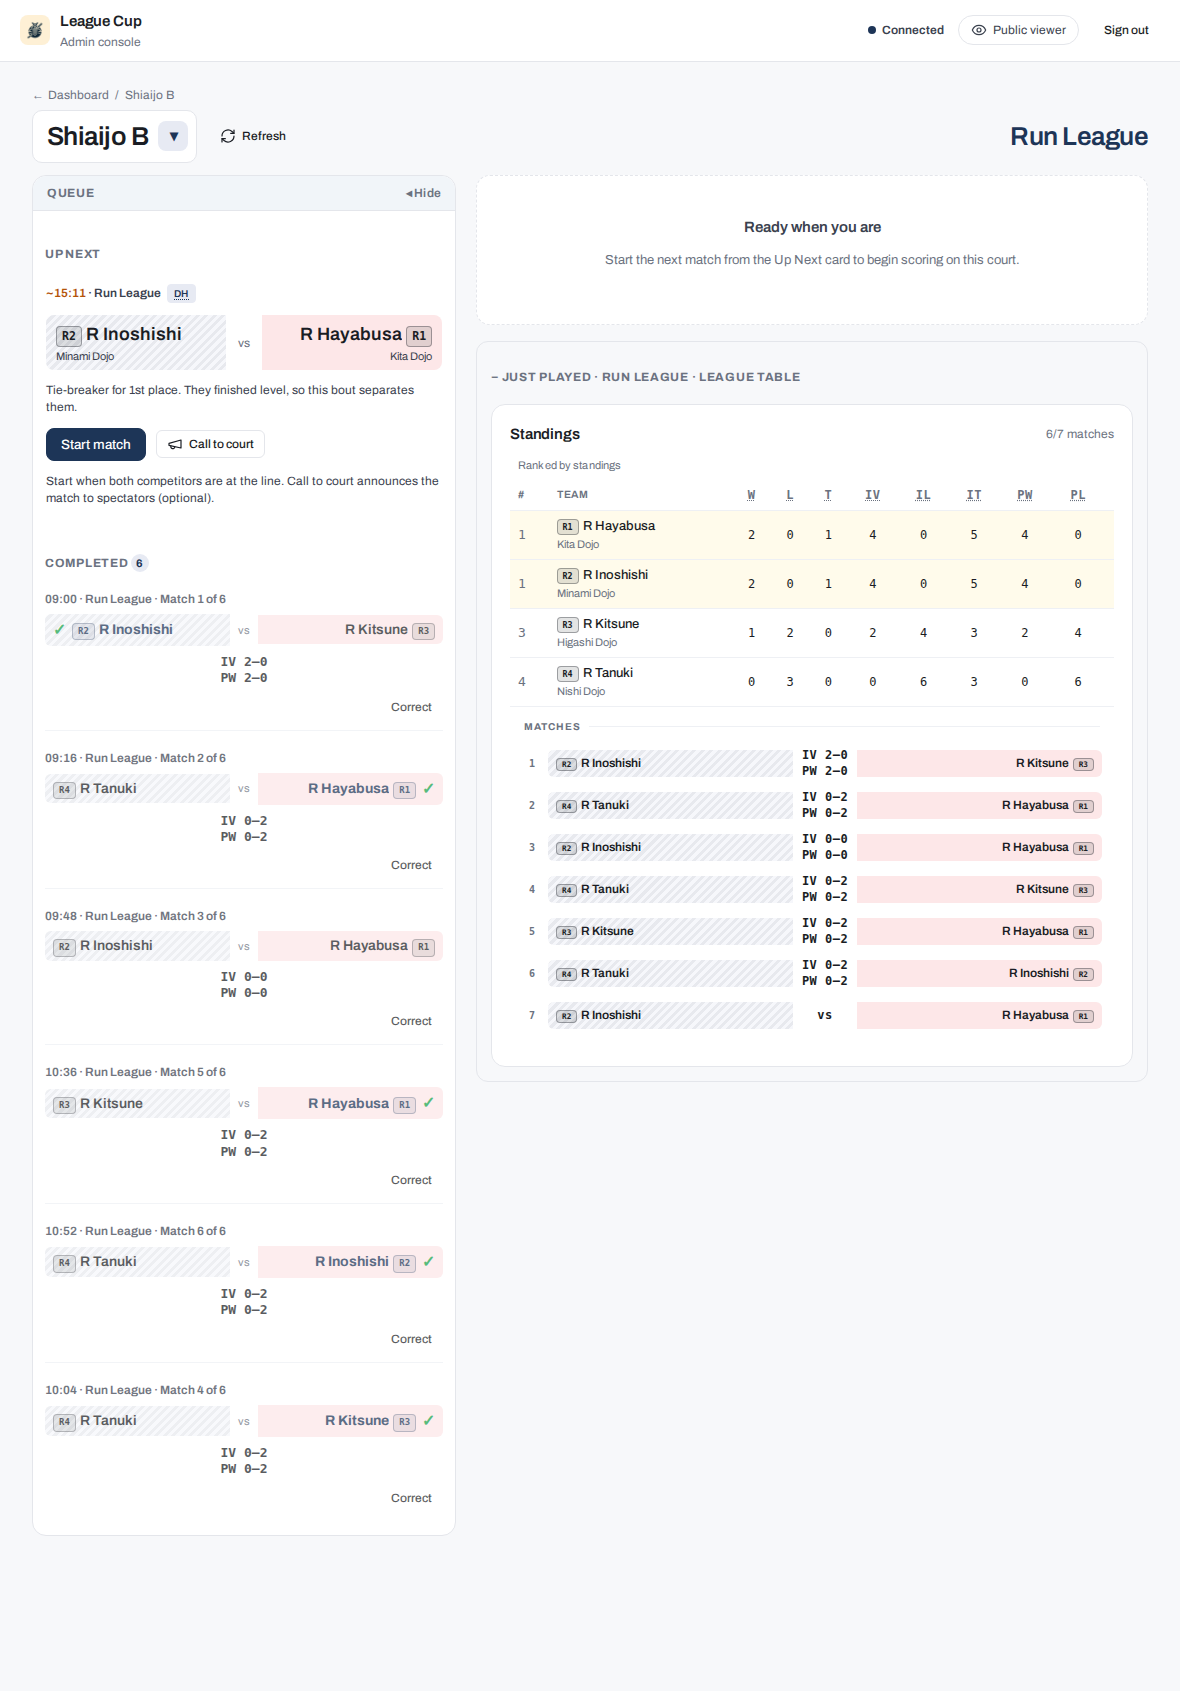 League Cup
Admin console
Connected
Public viewer
Sign out
← Dashboard / Shiaijo B
Shiaijo B ▼
Refresh
Run League
QUEUE
◂Hide
UP NEXT
~15:11 · Run League DH
R2 R Inoshishi
Minami Dojo
vs
R Hayabusa R1
Kita Dojo
Tie-breaker for 1st place. They finished level, so this bout separates
them.
Start match
Call to court
Start when both competitors are at the line. Call to court announces the
match to spectators (optional).
COMPLETED 6
09:00 · Run League · Match 1 of 6
✓ R2 R Inoshishi vs R Kitsune R3
IV 2–0
PW 2–0
Correct
09:16 · Run League · Match 2 of 6
R4 R Tanuki vs R Hayabusa R1 ✓
IV 0–2
PW 0–2
Correct
09:48 · Run League · Match 3 of 6
R2 R Inoshishi vs R Hayabusa R1
IV 0–0
PW 0–0
Correct
10:36 · Run League · Match 5 of 6
R3 R Kitsune vs R Hayabusa R1 ✓
IV 0–2
PW 0–2
Correct
10:52 · Run League · Match 6 of 6
R4 R Tanuki vs R Inoshishi R2 ✓
IV 0–2
PW 0–2
Correct
10:04 · Run League · Match 4 of 6
R4 R Tanuki vs R Kitsune R3 ✓
IV 0–2
PW 0–2
Correct
Ready when you are
Start the next match from the Up Next card to begin scoring on this court.
– JUST PLAYED · RUN LEAGUE · LEAGUE TABLE
Standings
6/7 matches
Ranked by standings
# TEAM W L T IV IL IT PW PL
1 R1 R Hayabusa 2 0 1 4 0 5 4 0
Kita Dojo
1 R2 R Inoshishi 2 0 1 4 0 5 4 0
Minami Dojo
3 R3 R Kitsune 1 2 0 2 4 3 2 4
Higashi Dojo
4 R4 R Tanuki 0 3 0 0 6 3 0 6
Nishi Dojo
MATCHES
1 R2 R Inoshishi IV 2–0 R Kitsune R3
PW 2–0
2 R4 R Tanuki IV 0–2 R Hayabusa R1
PW 0–2
3 R2 R Inoshishi IV 0–0 R Hayabusa R1
PW 0–0
4 R4 R Tanuki IV 0–2 R Kitsune R3
PW 0–2
5 R3 R Kitsune IV 0–2 R Hayabusa R1
PW 0–2
6 R4 R Tanuki IV 0–2 R Inoshishi R2
PW 0–2
7 R2 R Inoshishi vs R Hayabusa R1